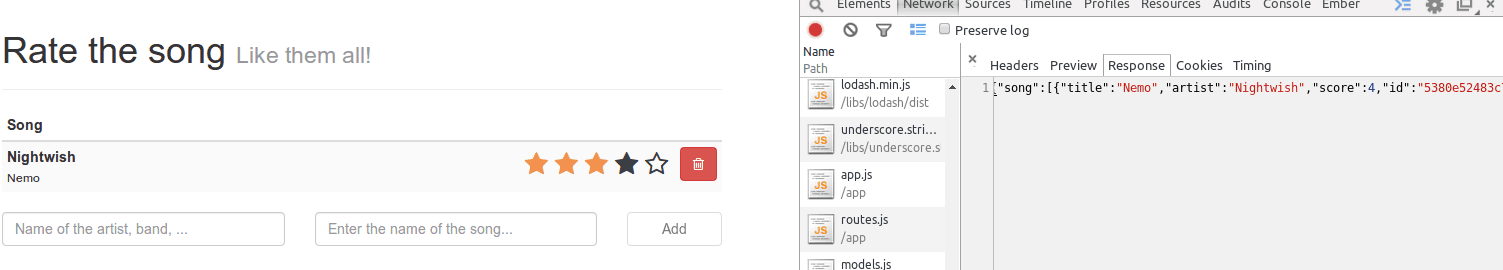 Rate the song Like them all!
Song
Nightwish
Nemo
Name of the artist, band, ...
Enter the name of the song...
Add
Elements Network Sources Timeline Profiles Resources Audits Console Ember
Preserve log
Name
Path
Headers Preview Response Cookies Timing
lodash.min.js
/libs/lodash/dist
underscore.stri...
/libs/underscore.s
app.js
/app
routes.js
/app
models.js
JS
JS
JS
JS
1 {"song":[{"title":"Nemo","artist":"Nightwish","score":4,"id":"5380e52483c